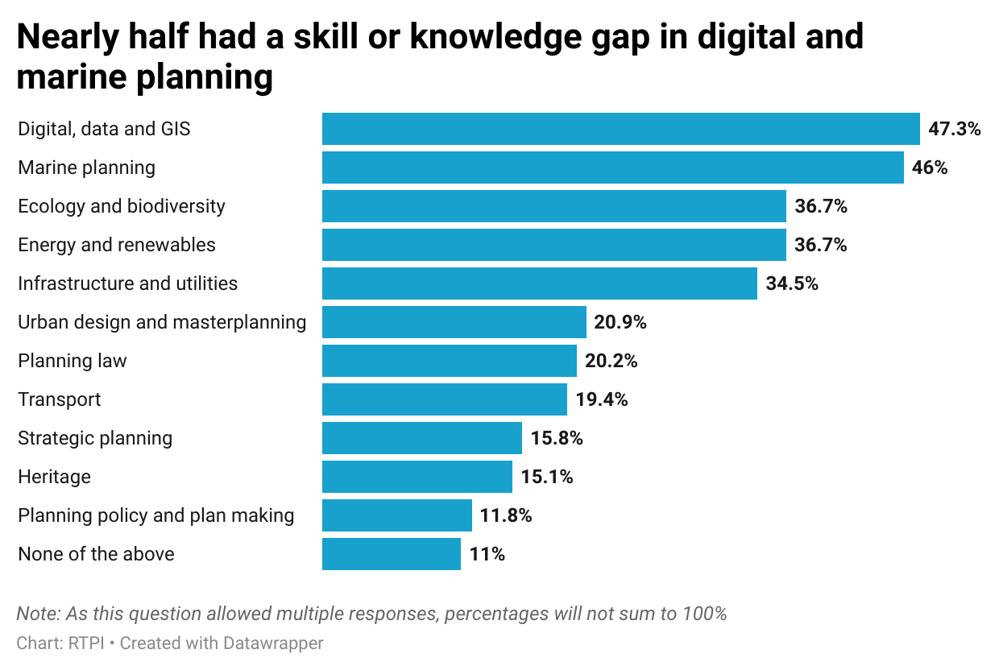 Nearly half had a skill or knowledge gap in digital and
marine planning
Digital, data and GIS 47.3%
Marine planning 46%
Ecology and biodiversity 36.7%
Energy and renewables 36.7%
Infrastructure and utilities 34.5%
Urban design and masterplanning 20.9%
Planning law 20.2%
Transport 19.4%
Strategic planning 15.8%
Heritage 15.1%
Planning policy and plan making 11.8%
None of the above 11%
Note: As this question allowed multiple responses, percentages will not sum to 100%
Chart: RTPI • Created with Datawrapper